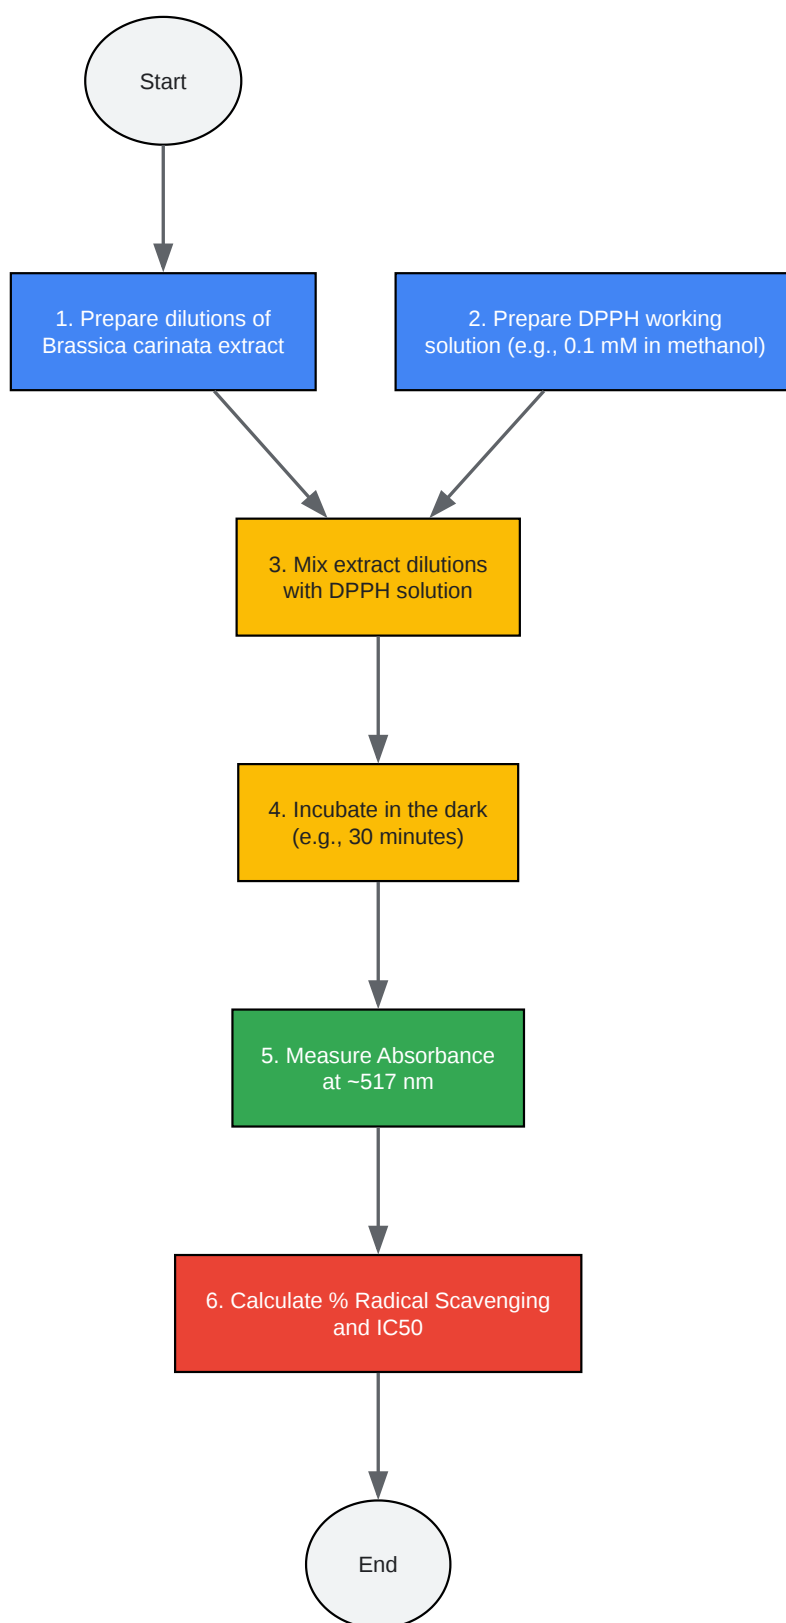 Start
1. Prepare dilutions of
Brassica carinata extract
2. Prepare DPPH working
solution (e.g., 0.1 mM in methanol)
3. Mix extract dilutions
with DPPH solution
4. Incubate in the dark
(e.g., 30 minutes)
5. Measure Absorbance
at ~517 nm
6. Calculate % Radical Scavenging
and IC50
End